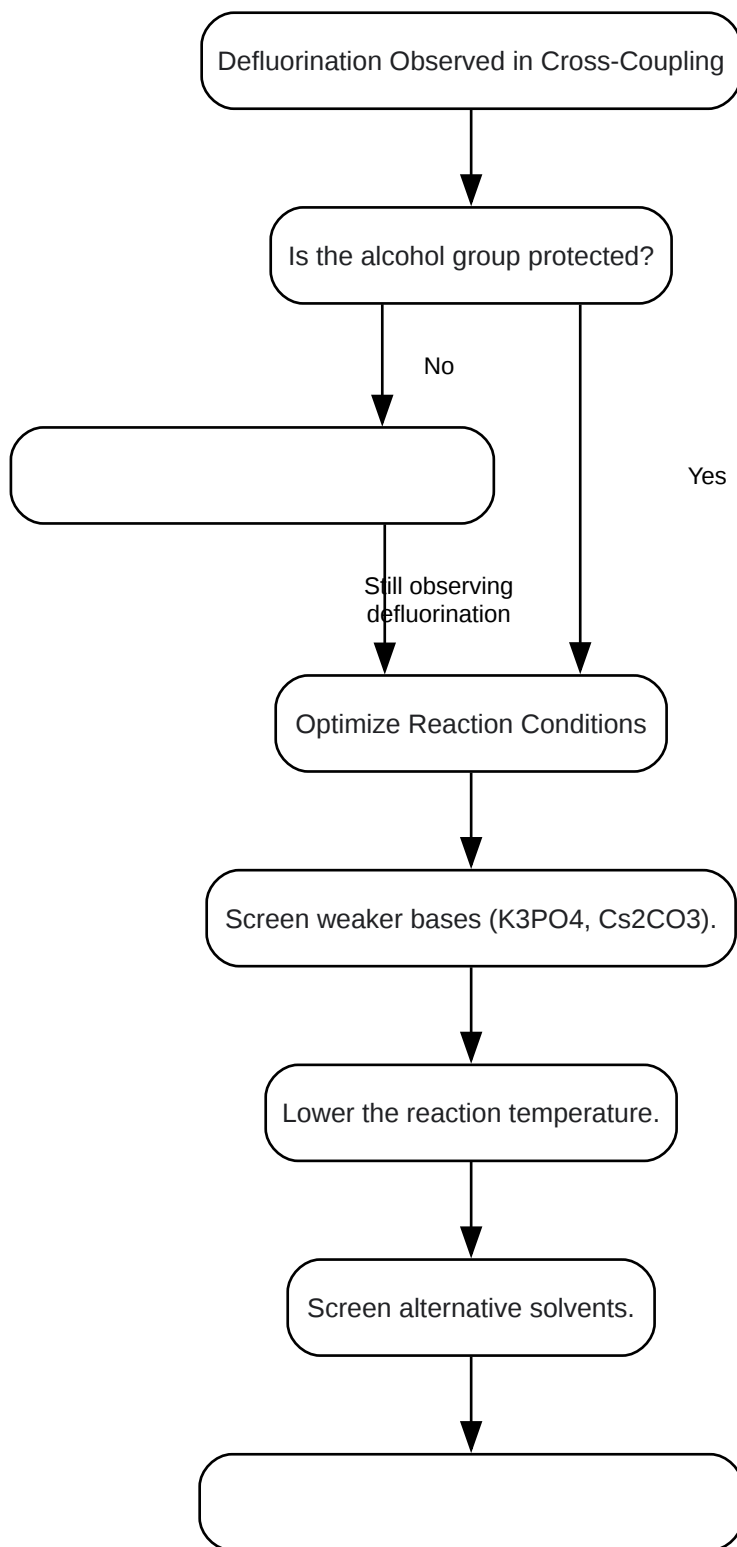 Defluorination Observed in Cross-Coupling
Is the alcohol group protected?
No
Yes
Still observing
defluorination
Optimize Reaction Conditions
Screen weaker bases (K3PO4, Cs2CO3).
Lower the reaction temperature.
Screen alternative solvents.